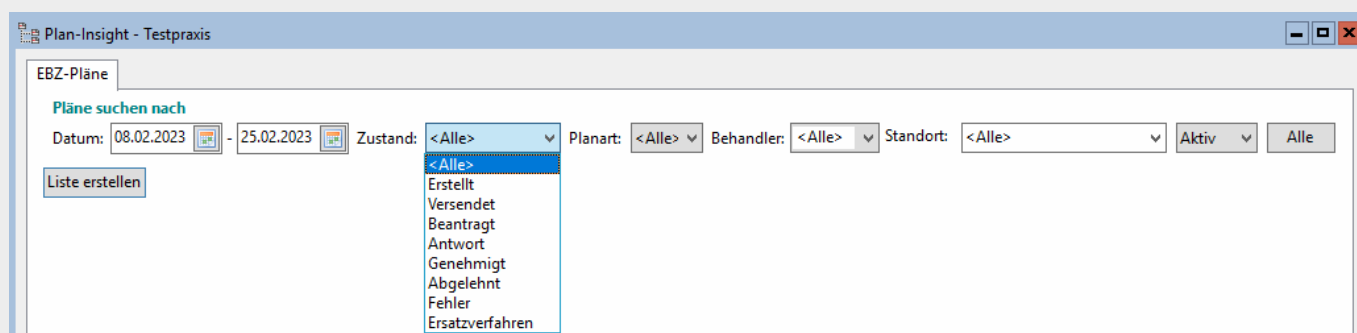 Plan-Insight - Testpraxis
EBZ-Pläne
Pläne suchen nach
Datum: 08.02.2023 - 25.02.2023 Zustand: <Alle> Planart: <Alle> Behandler: <Alle> Standort: <Alle> Aktiv Alle
<Alle>
Liste erstellen
Erstellt
Versendet
Beantragt
Antwort
Genehmigt
Abgelehnt
Fehler
Ersatzverfahren